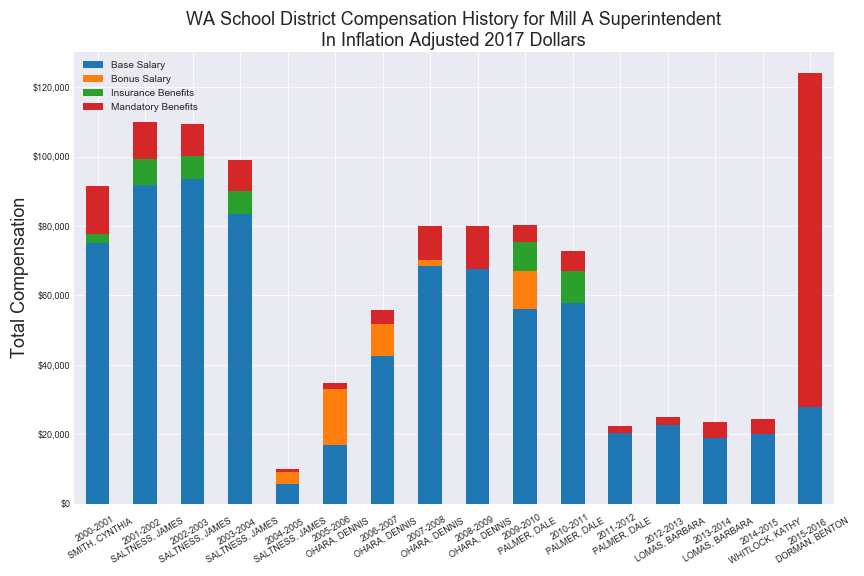 WA School District Compensation History for Mill A Superintendent
In Inflation Adjusted 2017 Dollars
Base Salary
Bonus Salary
Insurance Benefits
Mandatory Benefits
Total Compensation
$120,000
$100,000
$80,000
$60,000
$40,000
$20,000
$0
2000-2001
SMITH, CYNTHIA
2001-2002
SALTNESS, JAMES
2002-2003
SALTNESS, JAMES
2003-2004
SALTNESS, JAMES
2004-2005
SALTNESS, JAMES
2005-2006
OHARA, DENNIS
2006-2007
OHARA, DENNIS
2007-2008
OHARA, DENNIS
2008-2009
OHARA, DENNIS
2009-2010
PALMER, DALE
2010-2011
PALMER, DALE
2011-2012
PALMER, DALE
2012-2013
LOMAS, BARBARA
2013-2014
LOMAS, BARBARA
2014-2015
WHITLOCK, KATHY
2015-2016
DORMAN, BENTON